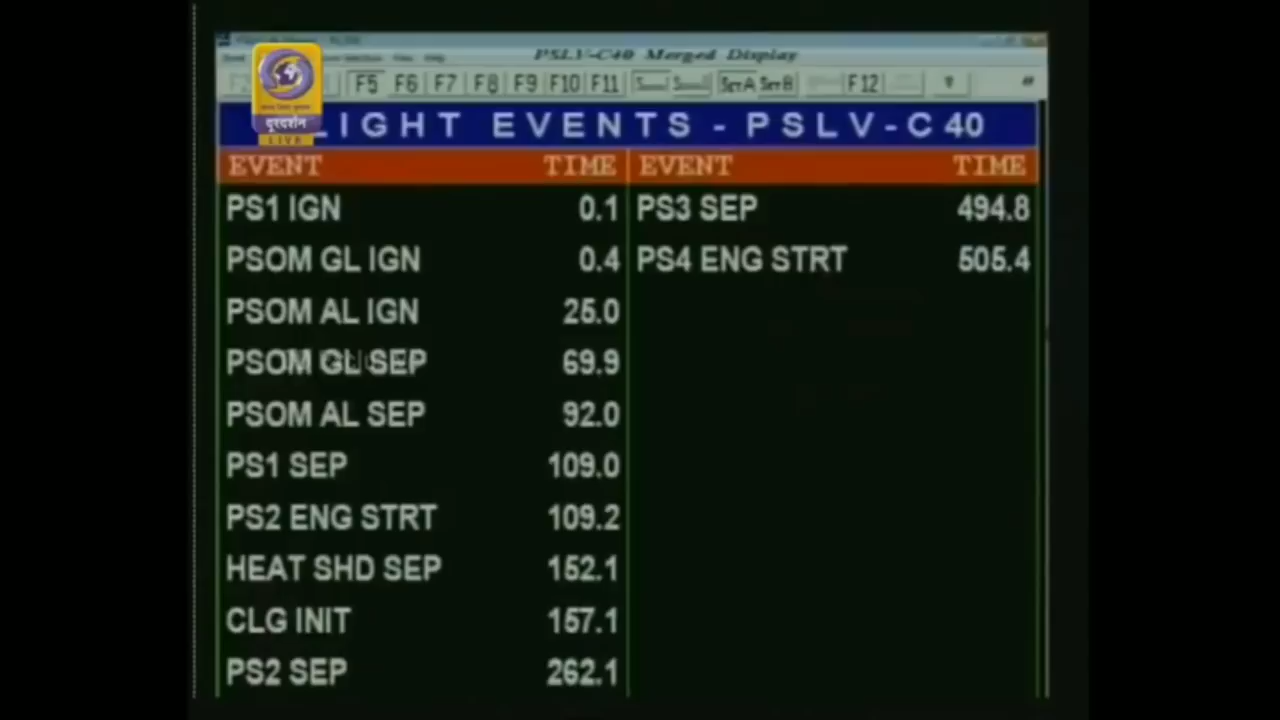 PSLV-C40 Merged Display
F5 F6 F7 F8 F9 F10 F11 SetA SetB F12
दूरदर्शन
LIVE
LIGHT EVENTS - PSLV-C40
EVENT TIME EVENT TIME
PS1 IGN 0.1 PS3 SEP 494.8
PSOM GL IGN 0.4 PS4 ENG STRT 505.4
PSOM AL IGN 25.0
PSOM GL SEP 69.9
PSOM AL SEP 92.0
PS1 SEP 109.0
PS2 ENG STRT 109.2
HEAT SHD SEP 152.1
CLG INIT 157.1
PS2 SEP 262.1